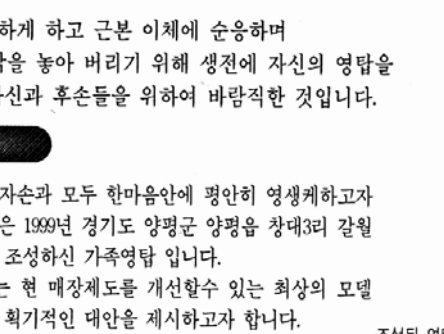 하게 하고 근본 이체에 순응하며
을 놓아 버리기 위해 생전에 자신의 영탑을
자신과 후손들을 위하여 바람직한 것입니다.
자손과 모두 한마음안에 평안히 영생케하고자
은 1999년 경기도 양평군 양평읍 창대3리 갈월
조성하신 가족영탑 입니다.
는 현 매장제도를 개선할수 있는 최상의 모델
획기적인 대안을 제시하고자 합니다.